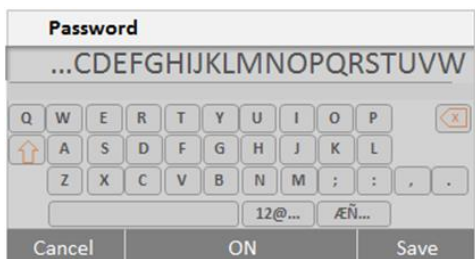 Password
...CDEFGHIJKLMNOPQRSTUVW
Q W E R T Y U I O P X
A S D F G H J K L
Z X C V B N M ; : , .
12@... ÆÑ...
Cancel ON Save